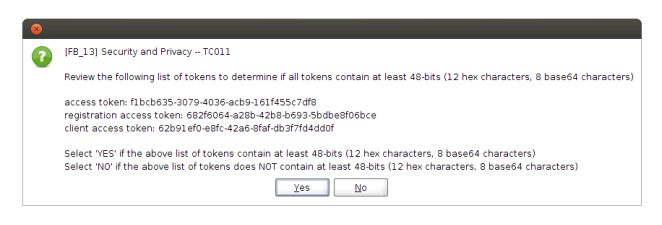 [FB_13] Security and Privacy -- TC011
Review the following list of tokens to determine if all tokens contain at least 48-bits (12 hex characters, 8 base64 characters)
access token: f1bcb635-3079-4036-acb9-161f455c7df8
registration access token: 682f6064-a28b-42b8-b693-5bdbe8f06bce
client access token: 62b91ef0-e8fc-42a6-8faf-db3f7fd4dd0f
Select 'YES' if the above list of tokens contain at least 48-bits (12 hex characters, 8 base64 characters)
Select 'NO' if the above list of tokens does NOT contain at least 48-bits (12 hex characters, 8 base64 characters)
Yes No